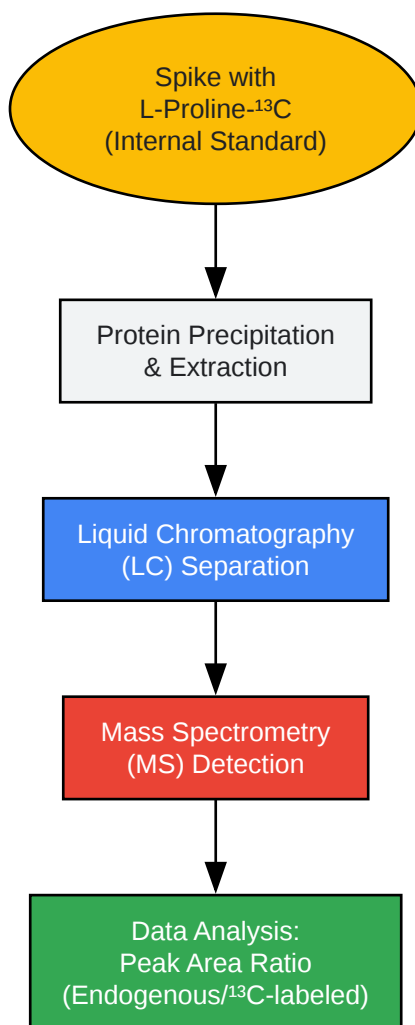 Spike with
L-Proline-¹³C
(Internal Standard)
Protein Precipitation
& Extraction
Liquid Chromatography
(LC) Separation
Mass Spectrometry
(MS) Detection
Data Analysis:
Peak Area Ratio
(Endogenous/¹³C-labeled)